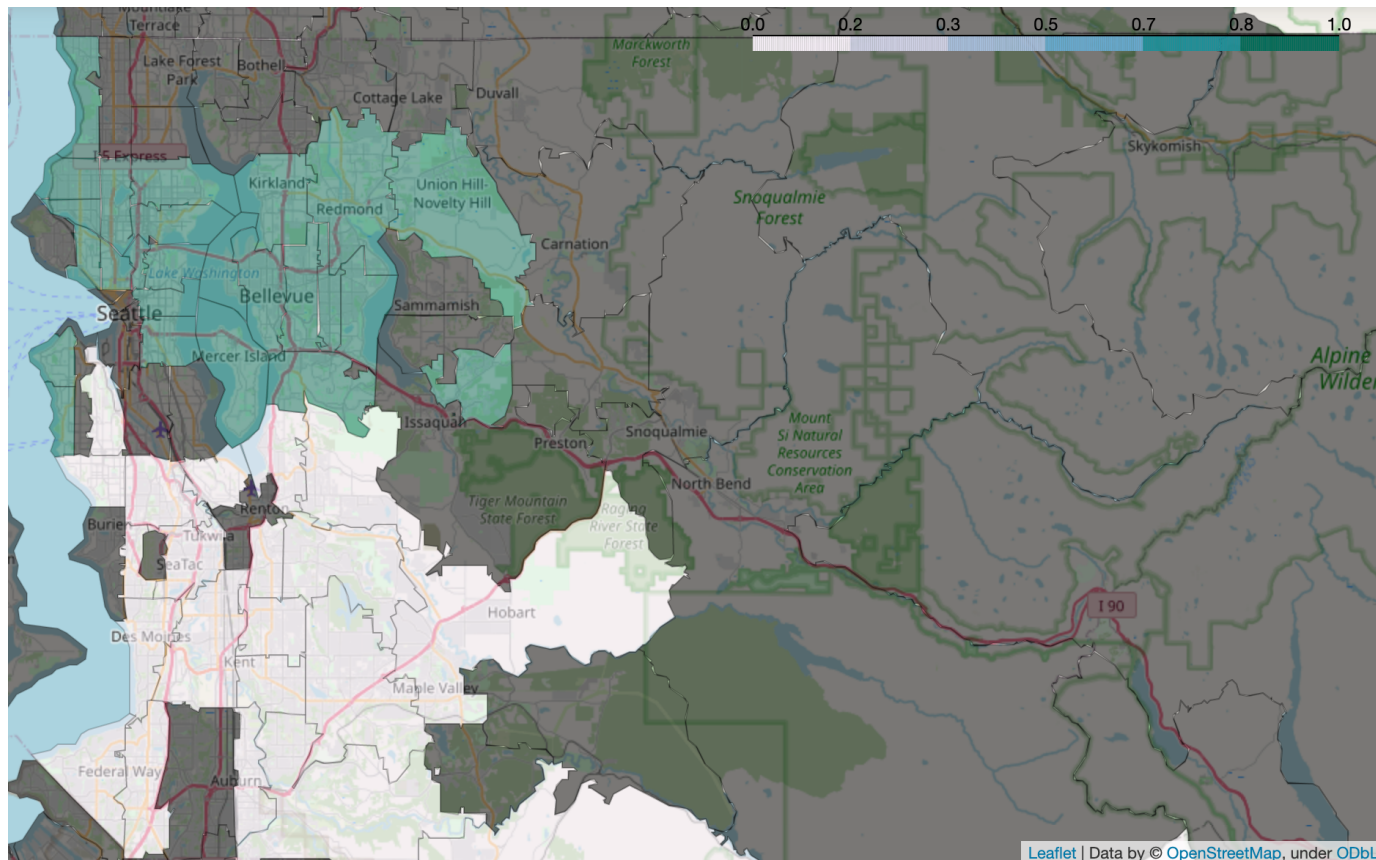 Mountlake
Terrace
0.0 0.2 0.3 0.5 0.7 0.8 1.0
Marckworth
Forest
Lake Forest
Park
Bothell
Cottage Lake
Duvall
Skykomish
I 5 Express
Kirkland
Union Hill-
Novelty Hill
Redmond
Snoqualmie
Forest
Carnation
Lake Washington
Bellevue
Sammamish
Seattle
Mercer Island
Alpine
Issaquah
Preston
Snoqualmie
Mount
Si Natural
Resources
Conservation
Area
North Bend
Tiger Mountain
State Forest
Raging
River State
Forest
Renton
Tukwila
SeaTac
Hobart
I 90
Des Moines
Kent
Maple Valley
Federal Way
Auburn
Leaflet | Data by © OpenStreetMap, under ODbL